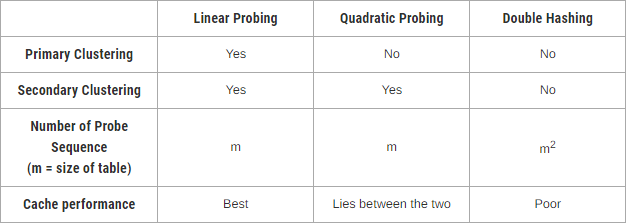 Linear Probing Quadratic Probing Double Hashing
Primary Clustering Yes No No
Secondary Clustering Yes Yes No
Number of Probe
Sequence
(m = size of table) m m m²
Cache performance Best Lies between the two Poor